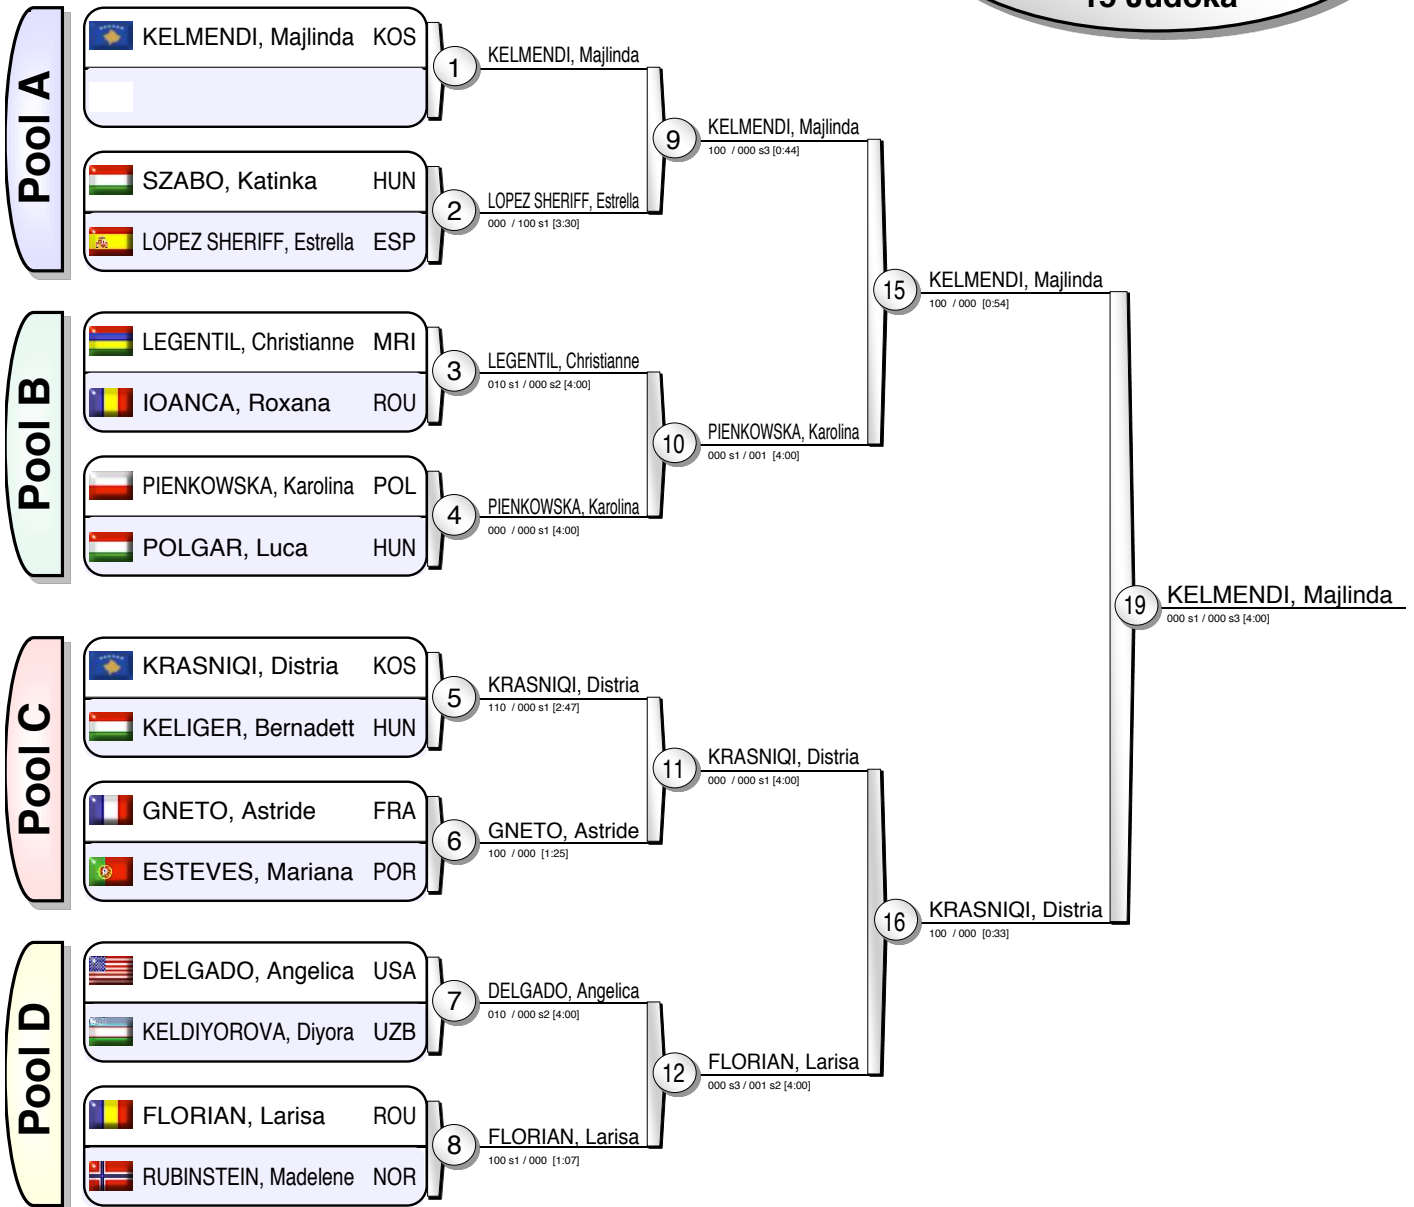 15 Judoka
Pool A
KELMENDI, Majlinda KOS
SZABO, Katinka HUN
LOPEZ SHERIFF, Estrella ESP
Pool B
LEGENTIL, Christianne MRI
IOANCA, Roxana ROU
PIENKOWSKA, Karolina POL
POLGAR, Luca HUN
Pool C
KRASNIQI, Distria KOS
KELIGER, Bernadett HUN
GNETO, Astride FRA
ESTEVES, Mariana POR
Pool D
DELGADO, Angelica USA
KELDIYOROVA, Diyora UZB
FLORIAN, Larisa ROU
RUBINSTEIN, Madelene NOR
1
KELMENDI, Majlinda
2
LOPEZ SHERIFF, Estrella
000 / 100 s1 [3:30]
3
LEGENTIL, Christianne
010 s1 / 000 s2 [4:00]
4
PIENKOWSKA, Karolina
000 / 000 s1 [4:00]
5
KRASNIQI, Distria
110 / 000 s1 [2:47]
6
GNETO, Astride
100 / 000 [1:25]
7
DELGADO, Angelica
010 / 000 s2 [4:00]
8
FLORIAN, Larisa
100 s1 / 000 [1:07]
9
KELMENDI, Majlinda
100 / 000 s3 [0:44]
10
PIENKOWSKA, Karolina
000 s1 / 001 [4:00]
11
KRASNIQI, Distria
000 / 000 s1 [4:00]
12
FLORIAN, Larisa
000 s3 / 001 s2 [4:00]
15
KELMENDI, Majlinda
100 / 000 [0:54]
16
KRASNIQI, Distria
100 / 000 [0:33]
19
KELMENDI, Majlinda
000 s1 / 000 s3 [4:00]